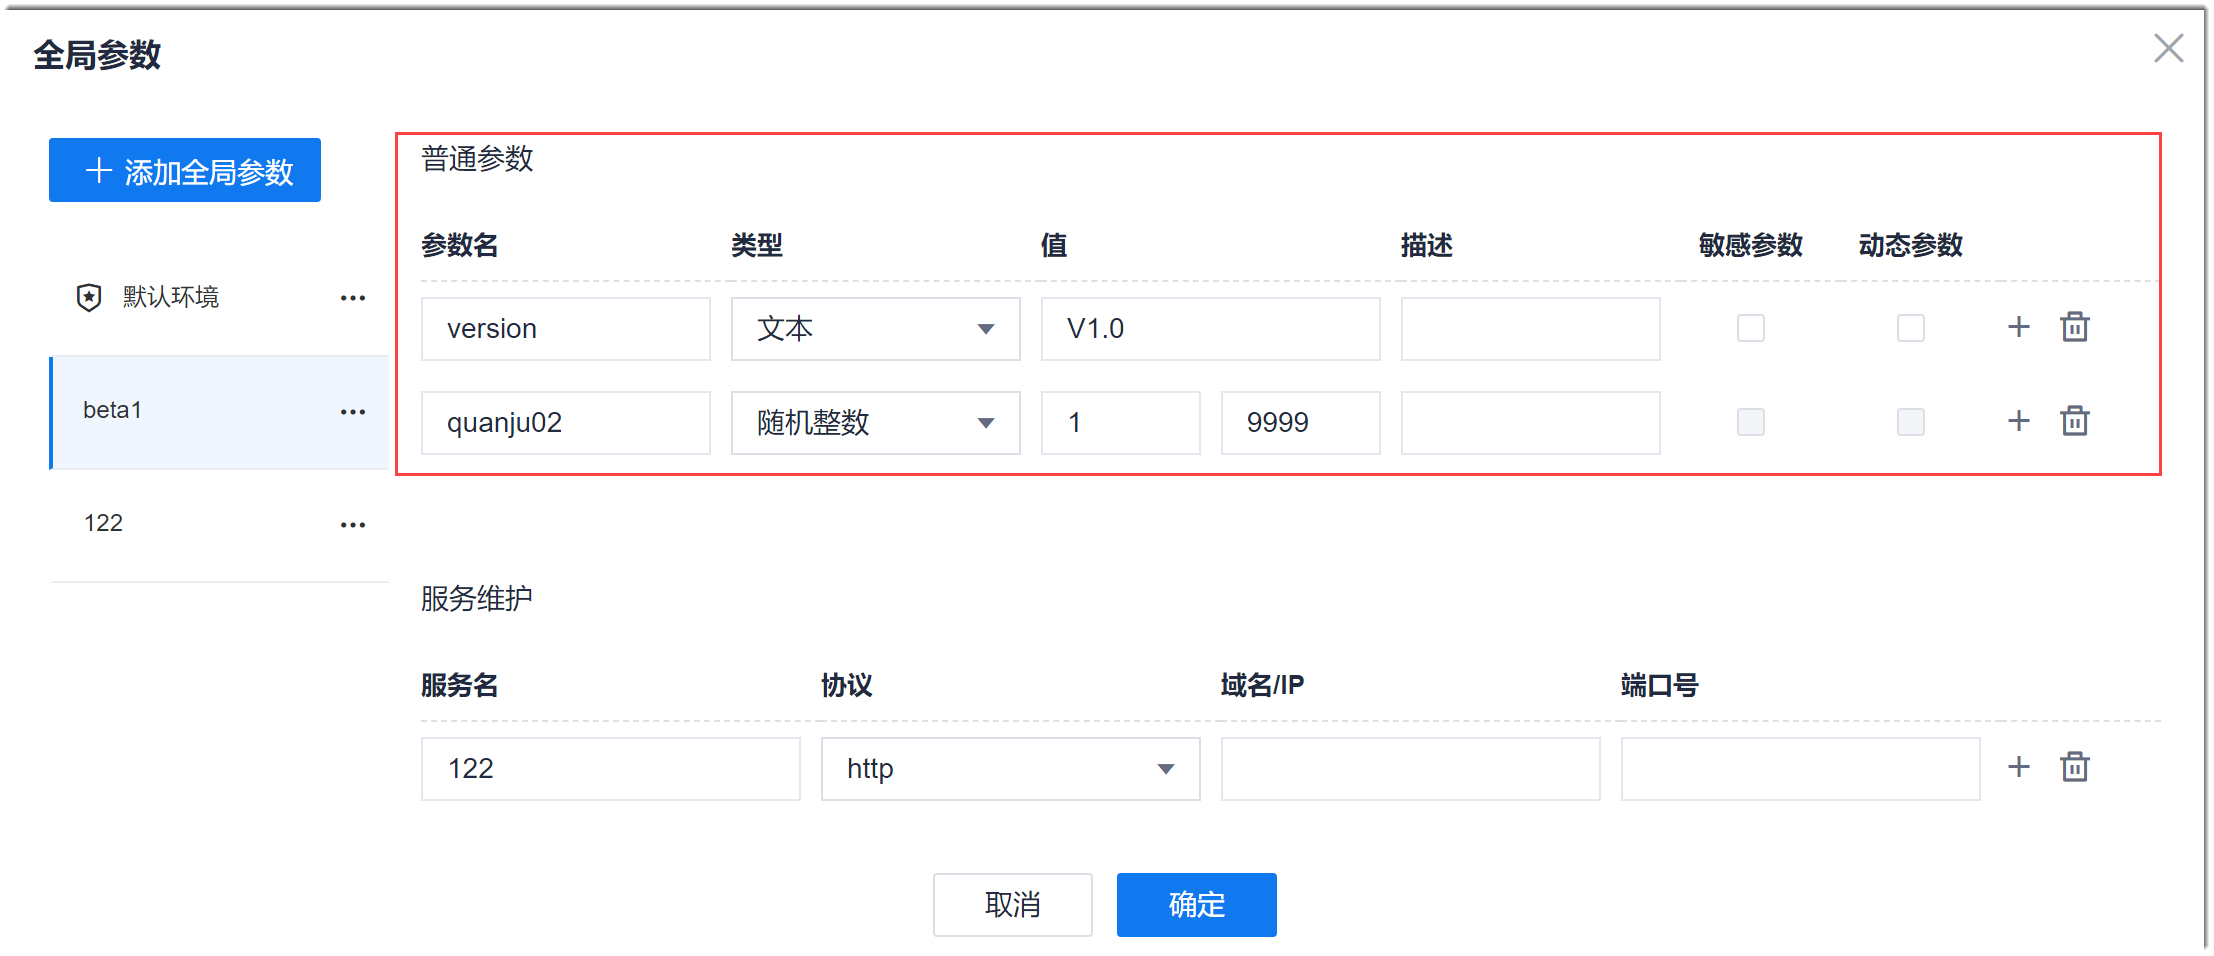 全局参数
添加全局参数
默认环境
beta1
122
普通参数
参数名 类型 值 描述 敏感参数 动态参数
version 文本 V1.0
quanju02 随机整数 1 9999
服务维护
服务名 协议 域名/IP 端口号
122 http
取消 确定